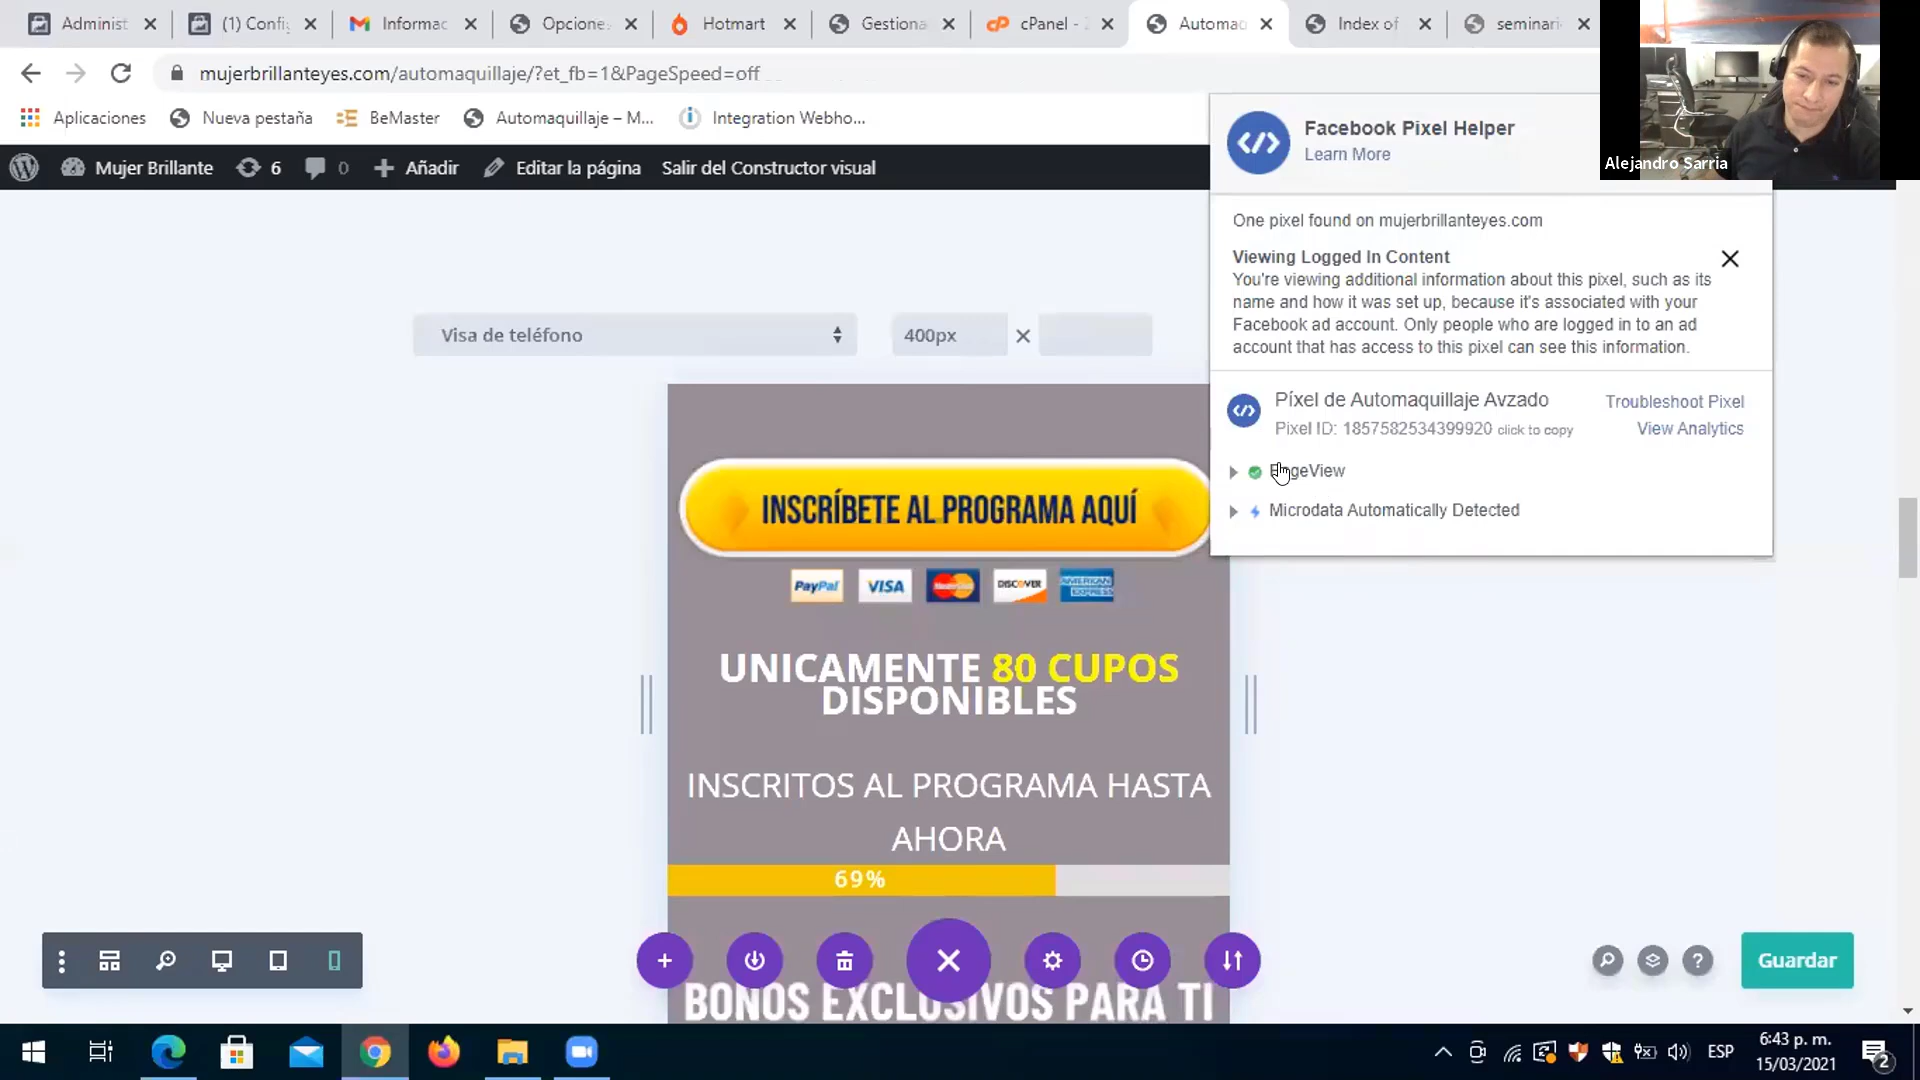 Administ
(1) Config
Informac
Opcione
Hotmart
Gestiona
cPanel - Z
Automac
Index of
seminari
mujerbrillanteyes.com/automaquillaje/?et_fb=1&PageSpeed=off
Aplicaciones
Nueva pestaña
BeMaster
Automaquillaje – M...
Integration Webho...
Mujer Brillante
6
0
Añadir
Editar la página
Salir del Constructor visual
Alejandro Sarria
Facebook Pixel Helper
Learn More
One pixel found on mujerbrillanteyes.com
Viewing Logged In Content
You're viewing additional information about this pixel, such as its
name and how it was set up, because it's associated with your
Facebook ad account. Only people who are logged in to an ad
account that has access to this pixel can see this information.
Píxel de Automaquillaje Avzado
Troubleshoot Pixel
Pixel ID: 1857582534399920 click to copy
View Analytics
PageView
Microdata Automatically Detected
Visa de teléfono
400px
INSCRÍBETE AL PROGRAMA AQUÍ
PayPal
VISA
MasterCard
DISCOVER
AMERICAN
EXPRESS
UNICAMENTE 80 CUPOS
DISPONIBLES
INSCRITOS AL PROGRAMA HASTA
AHORA
69%
BONOS EXCLUSIVOS PARA TI
Guardar
ESP
6:43 p. m.
15/03/2021
2